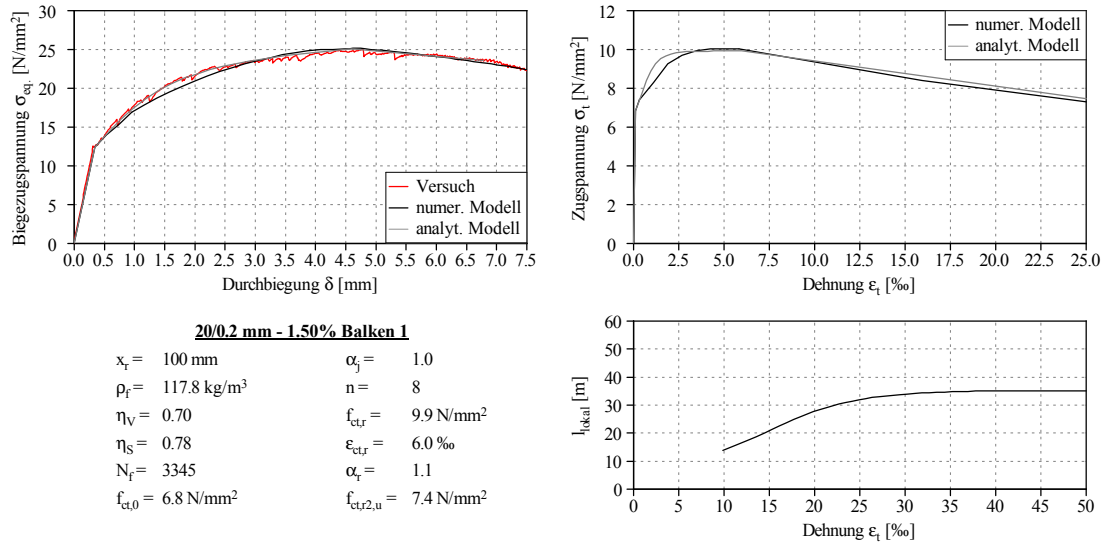 Biegezugspannung σeq. [N/mm²]
30
25
20
15
10
5
0
0.0 0.5 1.0 1.5 2.0 2.5 3.0 3.5 4.0 4.5 5.0 5.5 6.0 6.5 7.0 7.5
Durchbiegung δ [mm]
Versuch
numer. Modell
analyt. Modell
Zugspannung σt [N/mm²]
12
10
8
6
4
2
0
0.0 2.5 5.0 7.5 10.0 12.5 15.0 17.5 20.0 22.5 25.0
Dehnung εt [‰]
numer. Modell
analyt. Modell
20/0.2 mm - 1.50% Balken 1
xr = 100 mm αj = 1.0
ρf = 117.8 kg/m³ n = 8
ηV = 0.70 fct,r = 9.9 N/mm²
ηS = 0.78 εct,r = 6.0 ‰
Nf = 3345 αr = 1.1
fct,0 = 6.8 N/mm² fct,r2,u = 7.4 N/mm²
llokal [m]
60
50
40
30
20
10
0
0 5 10 15 20 25 30 35 40 45 50
Dehnung εt [‰]